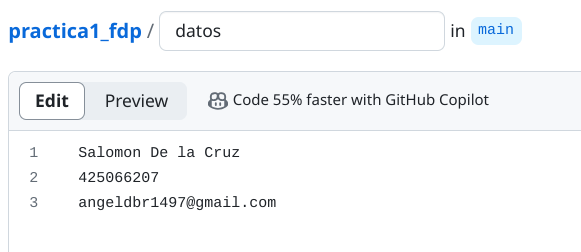 practica1_fdp / datos in main
Edit Preview Code 55% faster with GitHub Copilot
1 Salomon De la Cruz
2 425066207
3 angeldbr1497@gmail.com